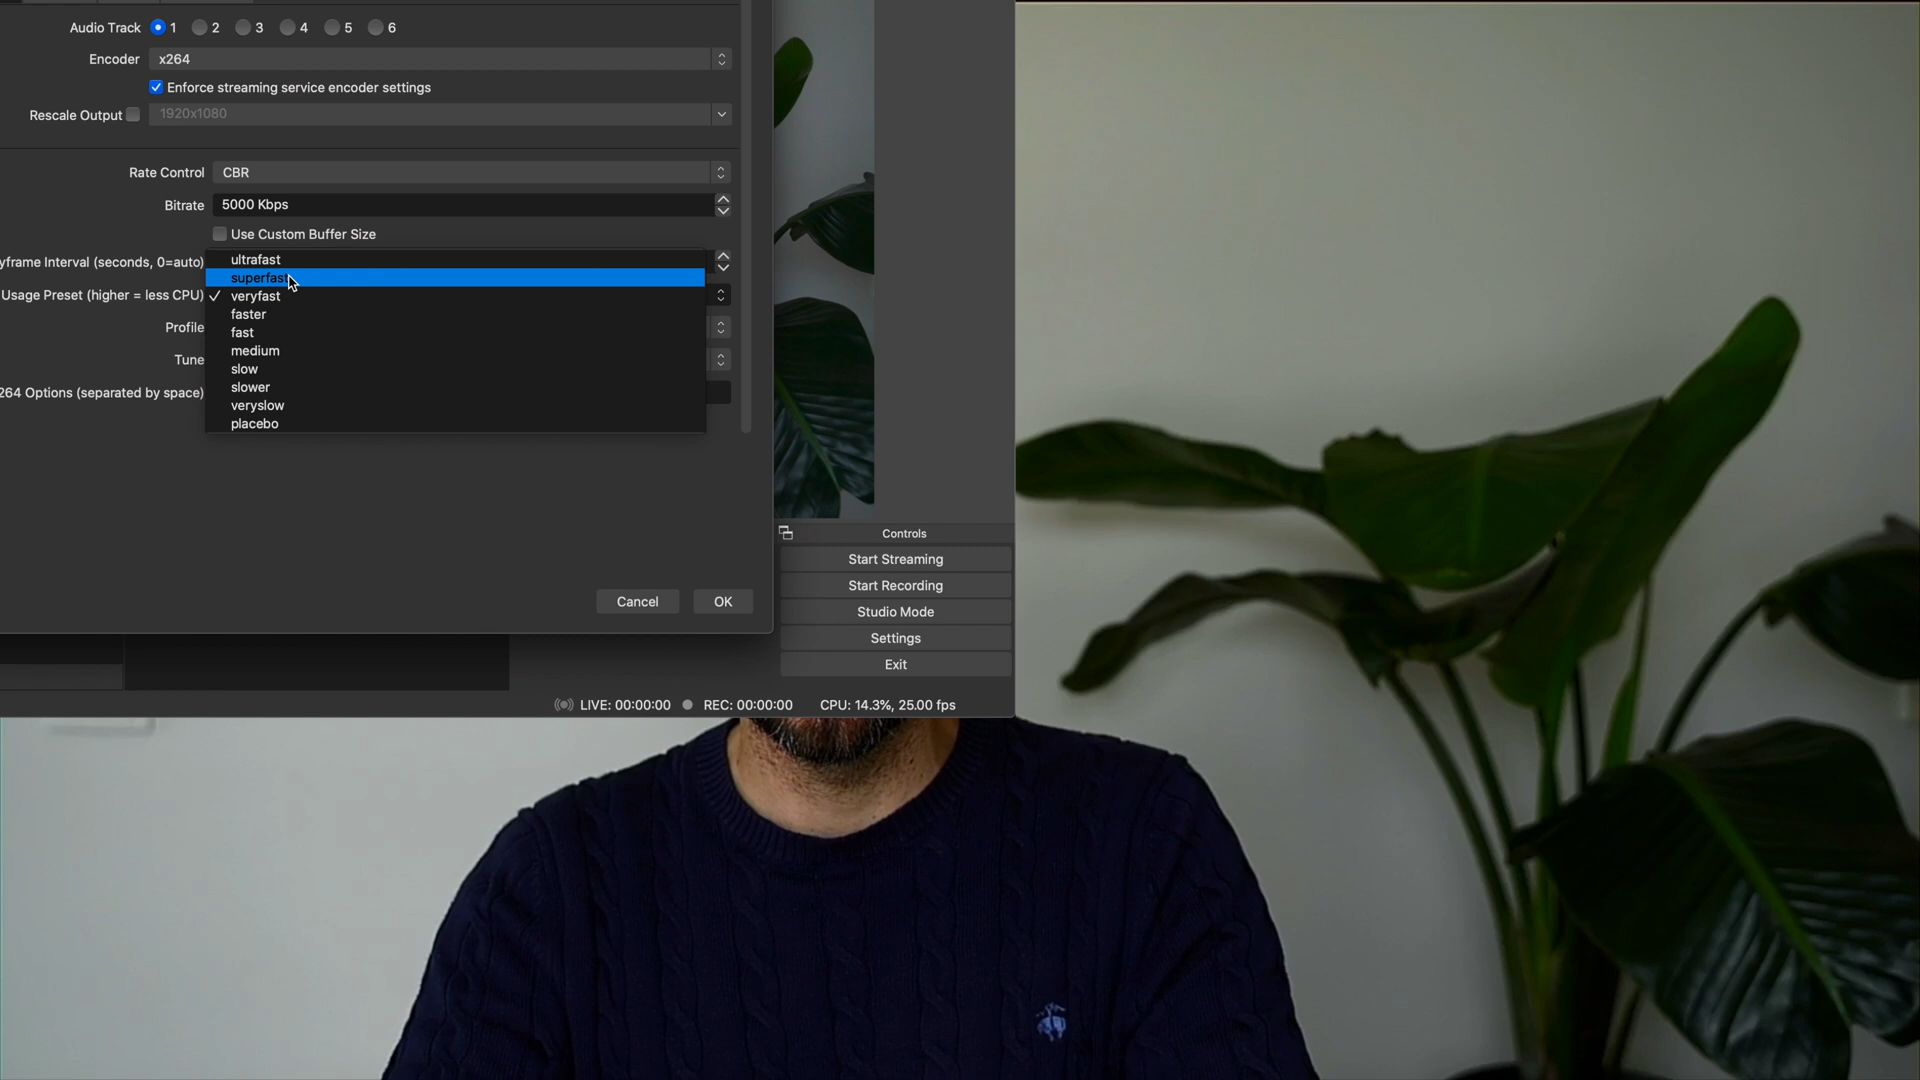 Audio Track 1 2 3 4 5 6
Encoder x264
Enforce streaming service encoder settings
Rescale Output 1920x1080
Rate Control CBR
Bitrate 5000 Kbps
Use Custom Buffer Size
yframe Interval (seconds, 0=auto)
Usage Preset (higher = less CPU)
Profile
Tune
264 Options (separated by space)
ultrafast
superfast
✓ veryfast
faster
fast
medium
slow
slower
veryslow
placebo
Cancel OK
Controls
Start Streaming
Start Recording
Studio Mode
Settings
Exit
LIVE: 00:00:00 REC: 00:00:00 CPU: 14.3%, 25.00 fps